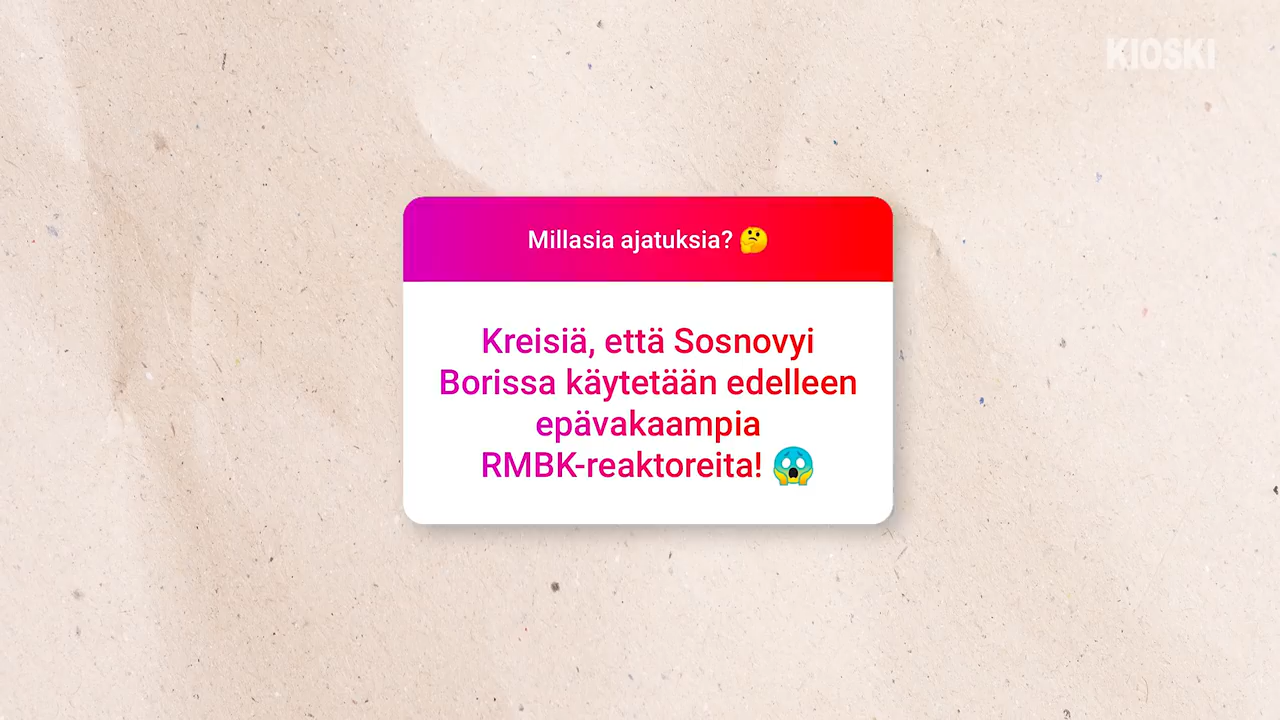 KIOSKI
Millasia ajatuksia? 🤔
Kreisiä, että Sosnovyi
Borissa käytetään edelleen
epävakaampia
RMBK-reaktoreita! 😱